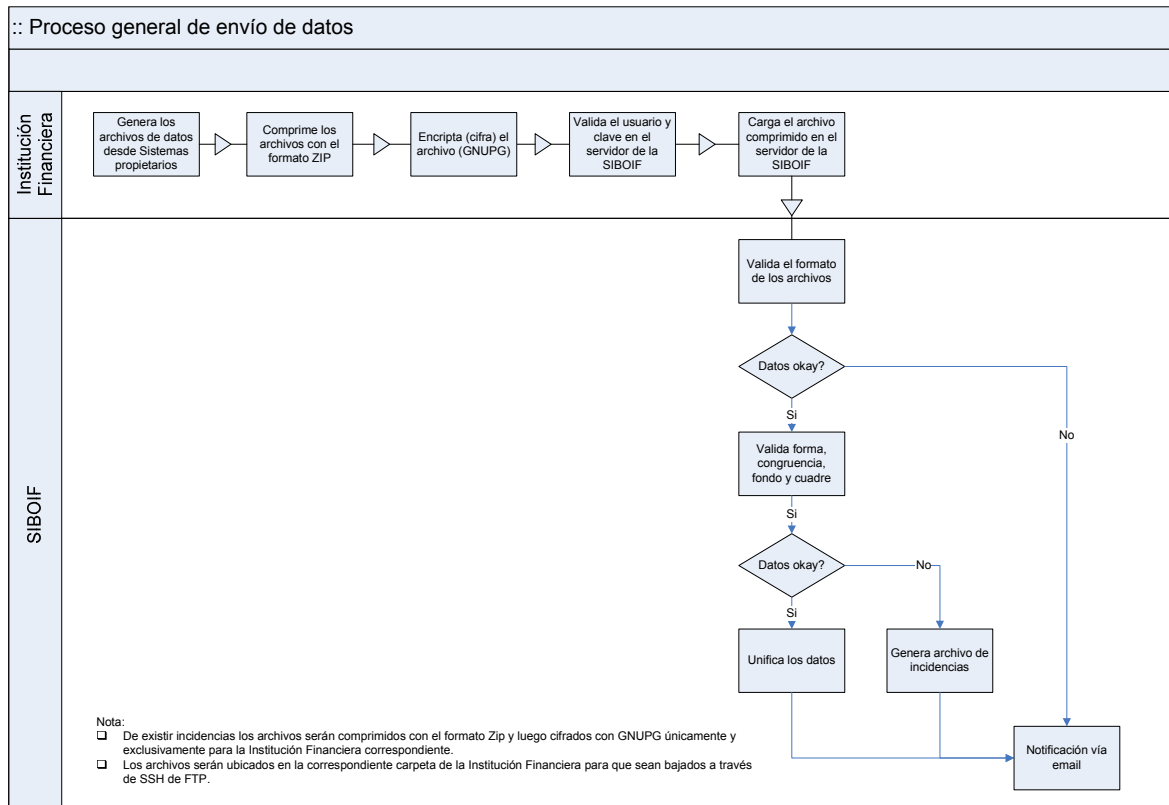 :: Proceso general de envío de datos
Institución
Financiera
Genera los
archivos de datos
desde Sistemas
propietarios
Comprime los
archivos con el
formato ZIP
Encripta (cifra) el
archivo (GNUPG)
Valida el usuario y
clave en el
servidor de la
SIBOIF
Carga el archivo
comprimido en el
servidor de la
SIBOIF
SIBOIF
Valida el formato
de los archivos
Datos okay?
Si
No
Valida forma,
congruencia,
fondo y cuadre
Si
Datos okay?
No
Si
Unifica los datos
Genera archivo de
incidencias
Notificación vía
email
Nota:
De existir incidencias los archivos serán comprimidos con el formato Zip y luego cifrados con GNUPG únicamente y
exclusivamente para la Institución Financiera correspondiente.
Los archivos serán ubicados en la correspondiente carpeta de la Institución Financiera para que sean bajados a través
de SSH de FTP.